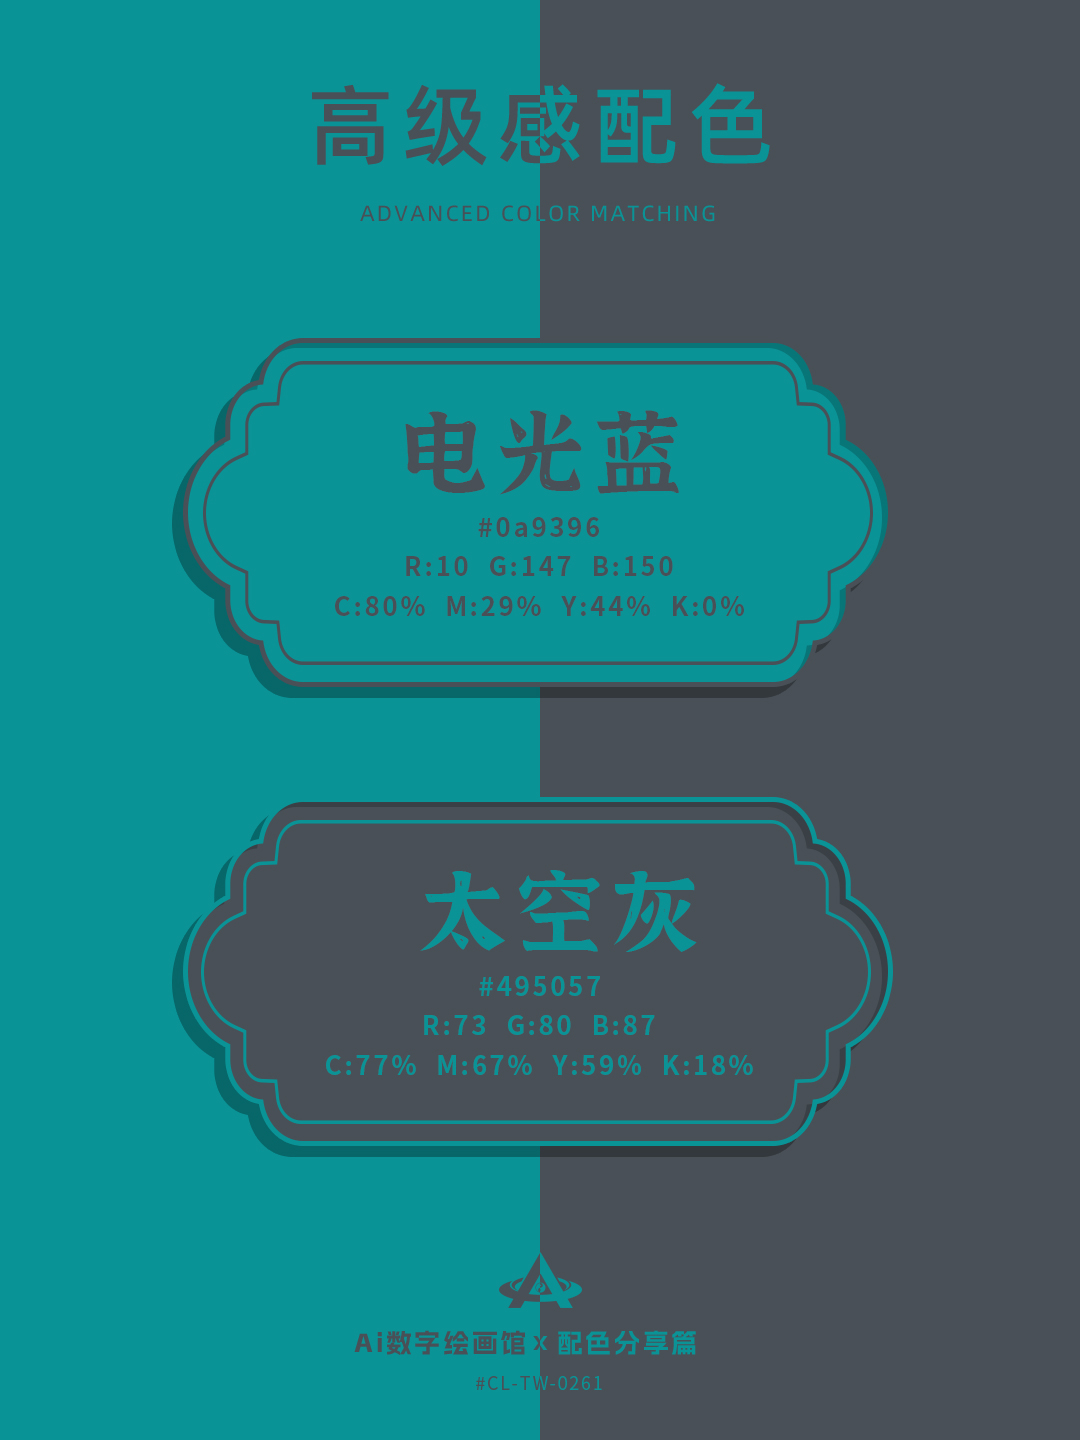 高级感配色
ADVANCED COLOR MATCHING
电光蓝
#0a9396
R:10 G:147 B:150
C:80% M:29% Y:44% K:0%
太空灰
#495057
R:73 G:80 B:87
C:77% M:67% Y:59% K:18%
Ai数字绘画馆 x 配色分享篇
#CL-TW-0261